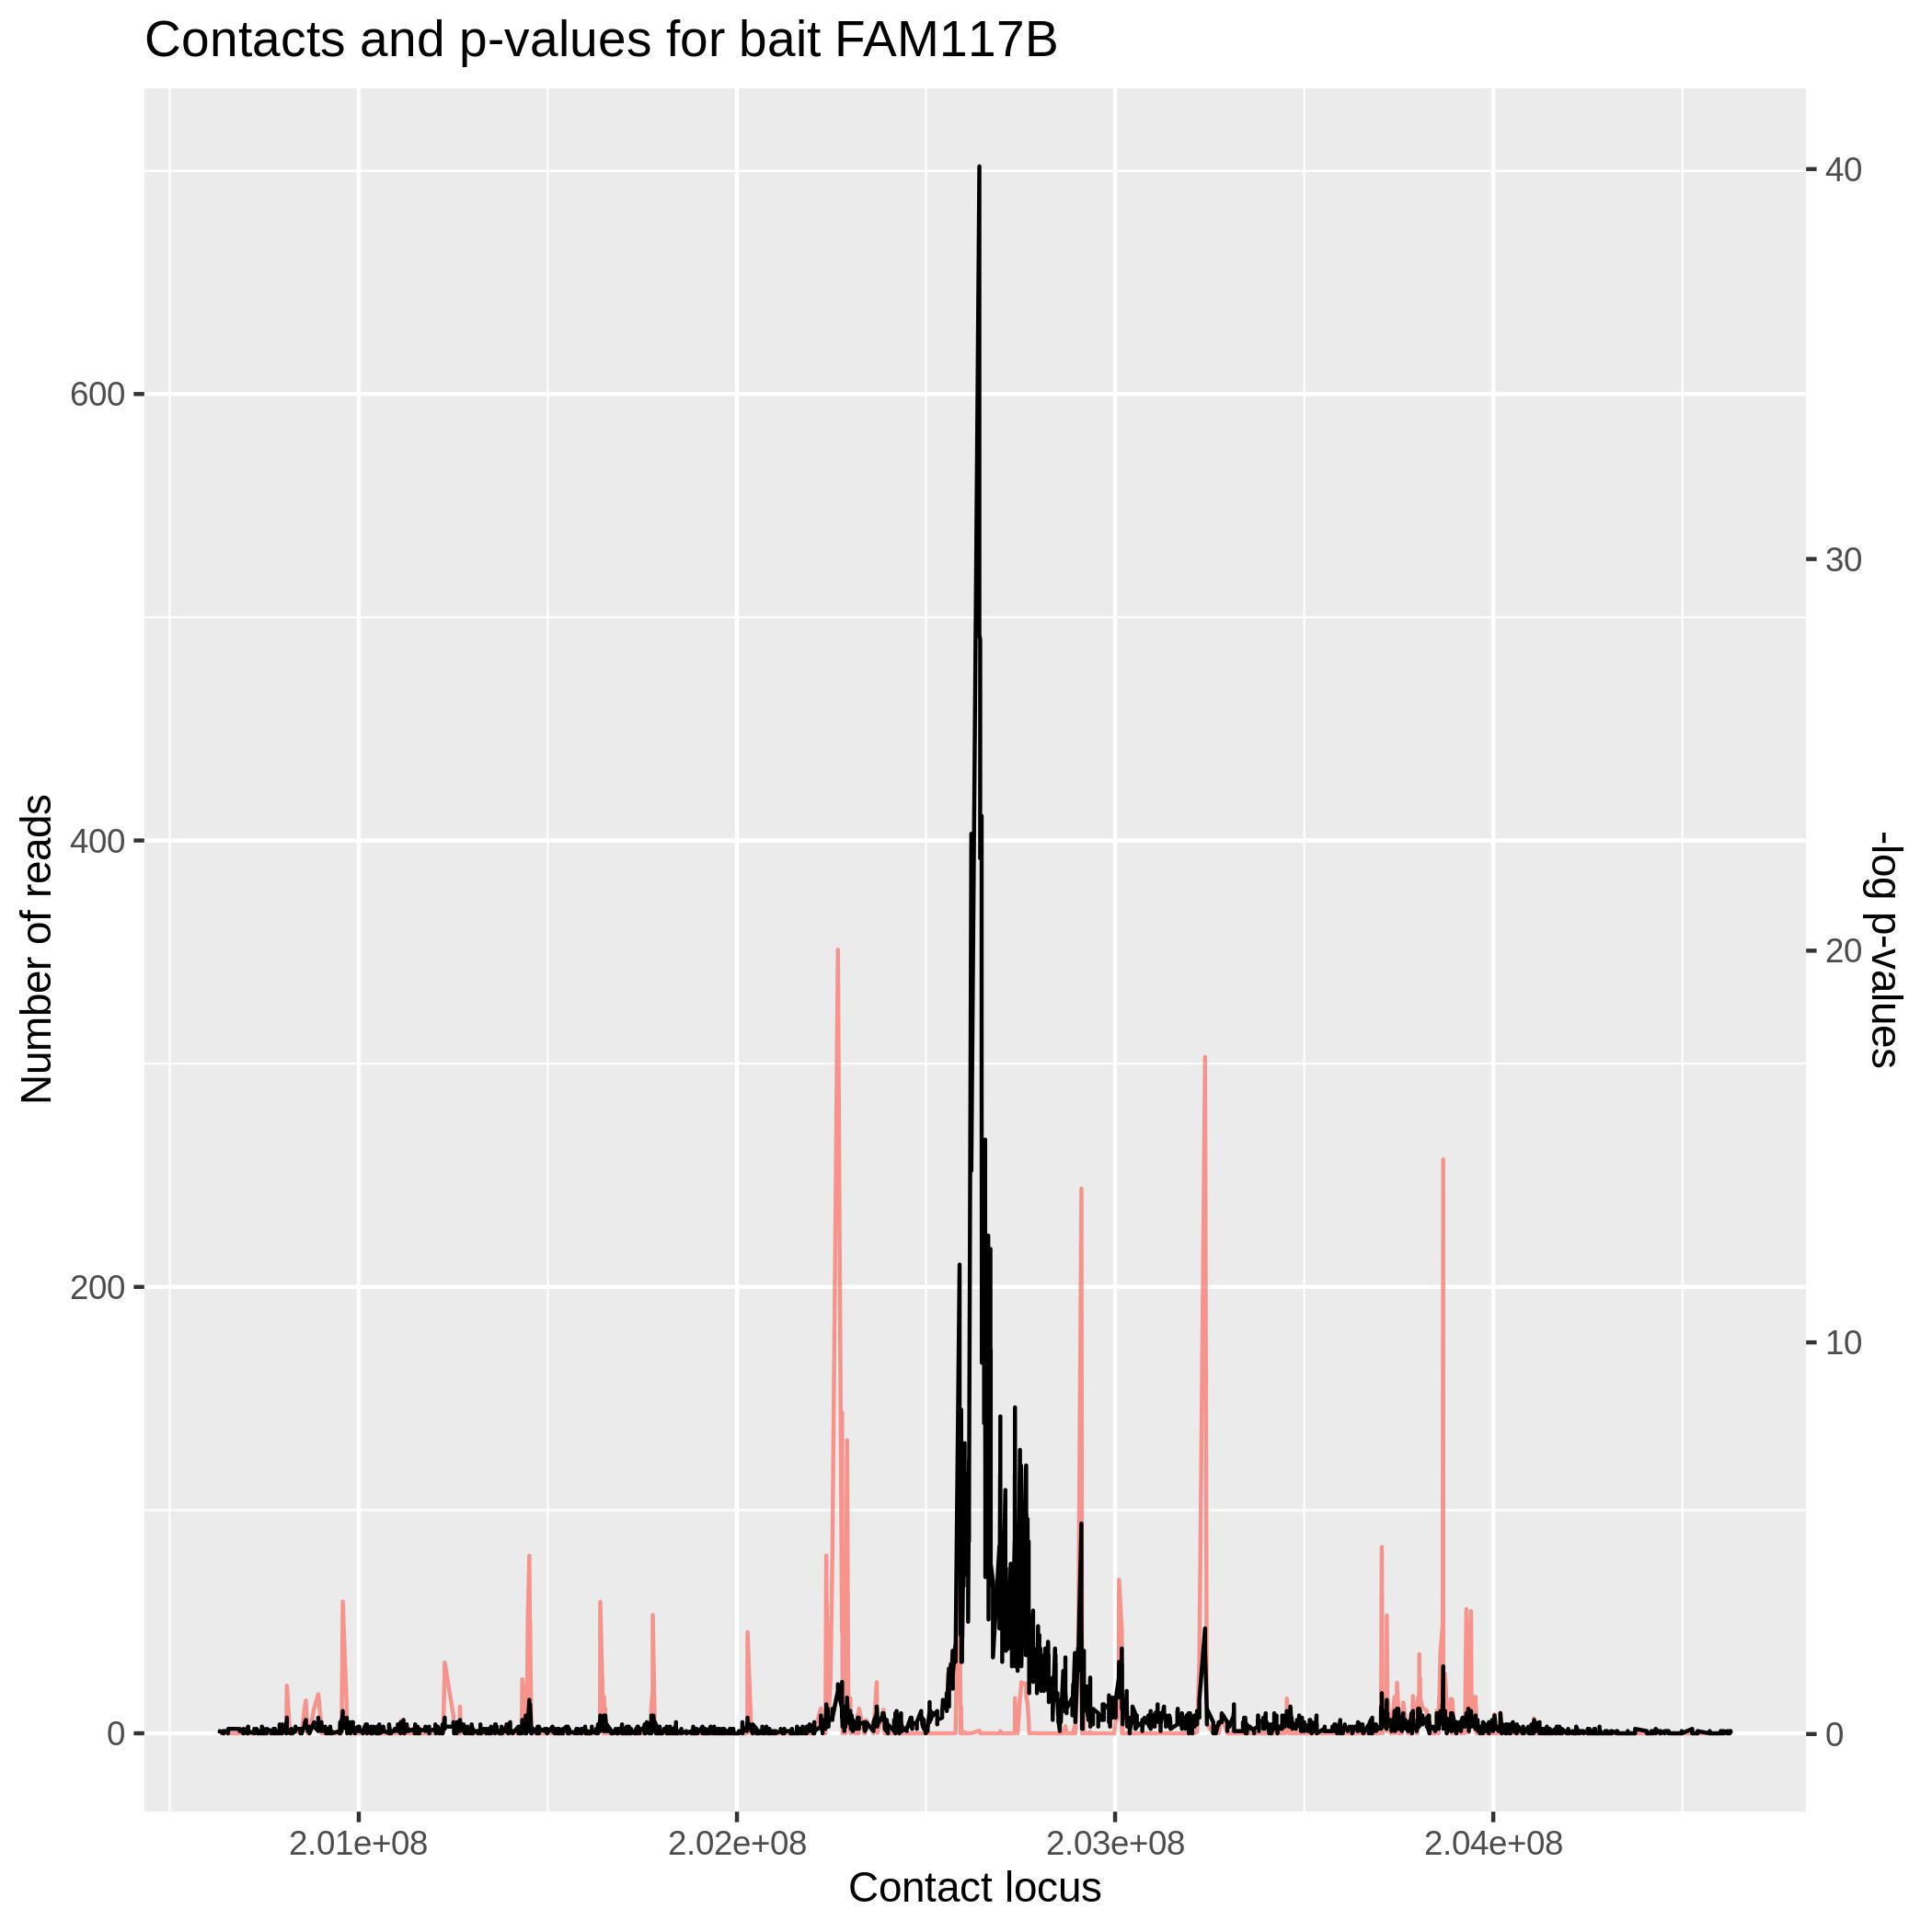 Contacts and p-values for bait FAM117B
Number of reads
600
400
200
0
40
30
20
10
0
-log p-values
2.01e+08 2.02e+08 2.03e+08 2.04e+08
Contact locus